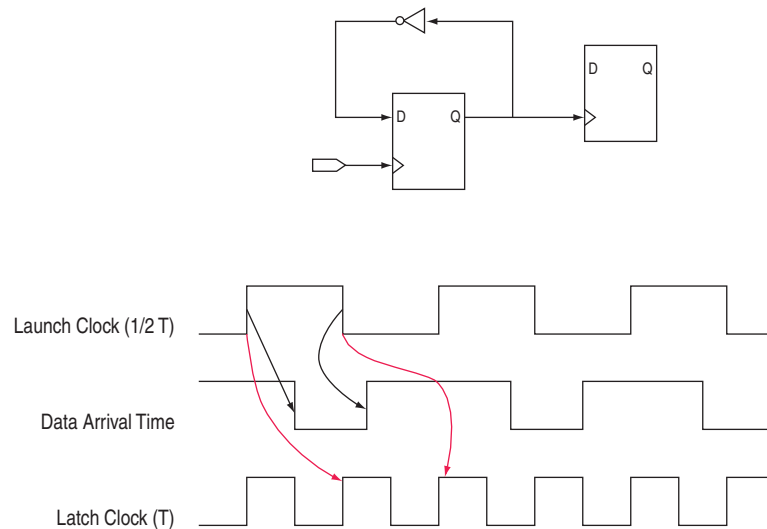 D Q
D Q
Launch Clock (1/2 T)
Data Arrival Time
Latch Clock (T)